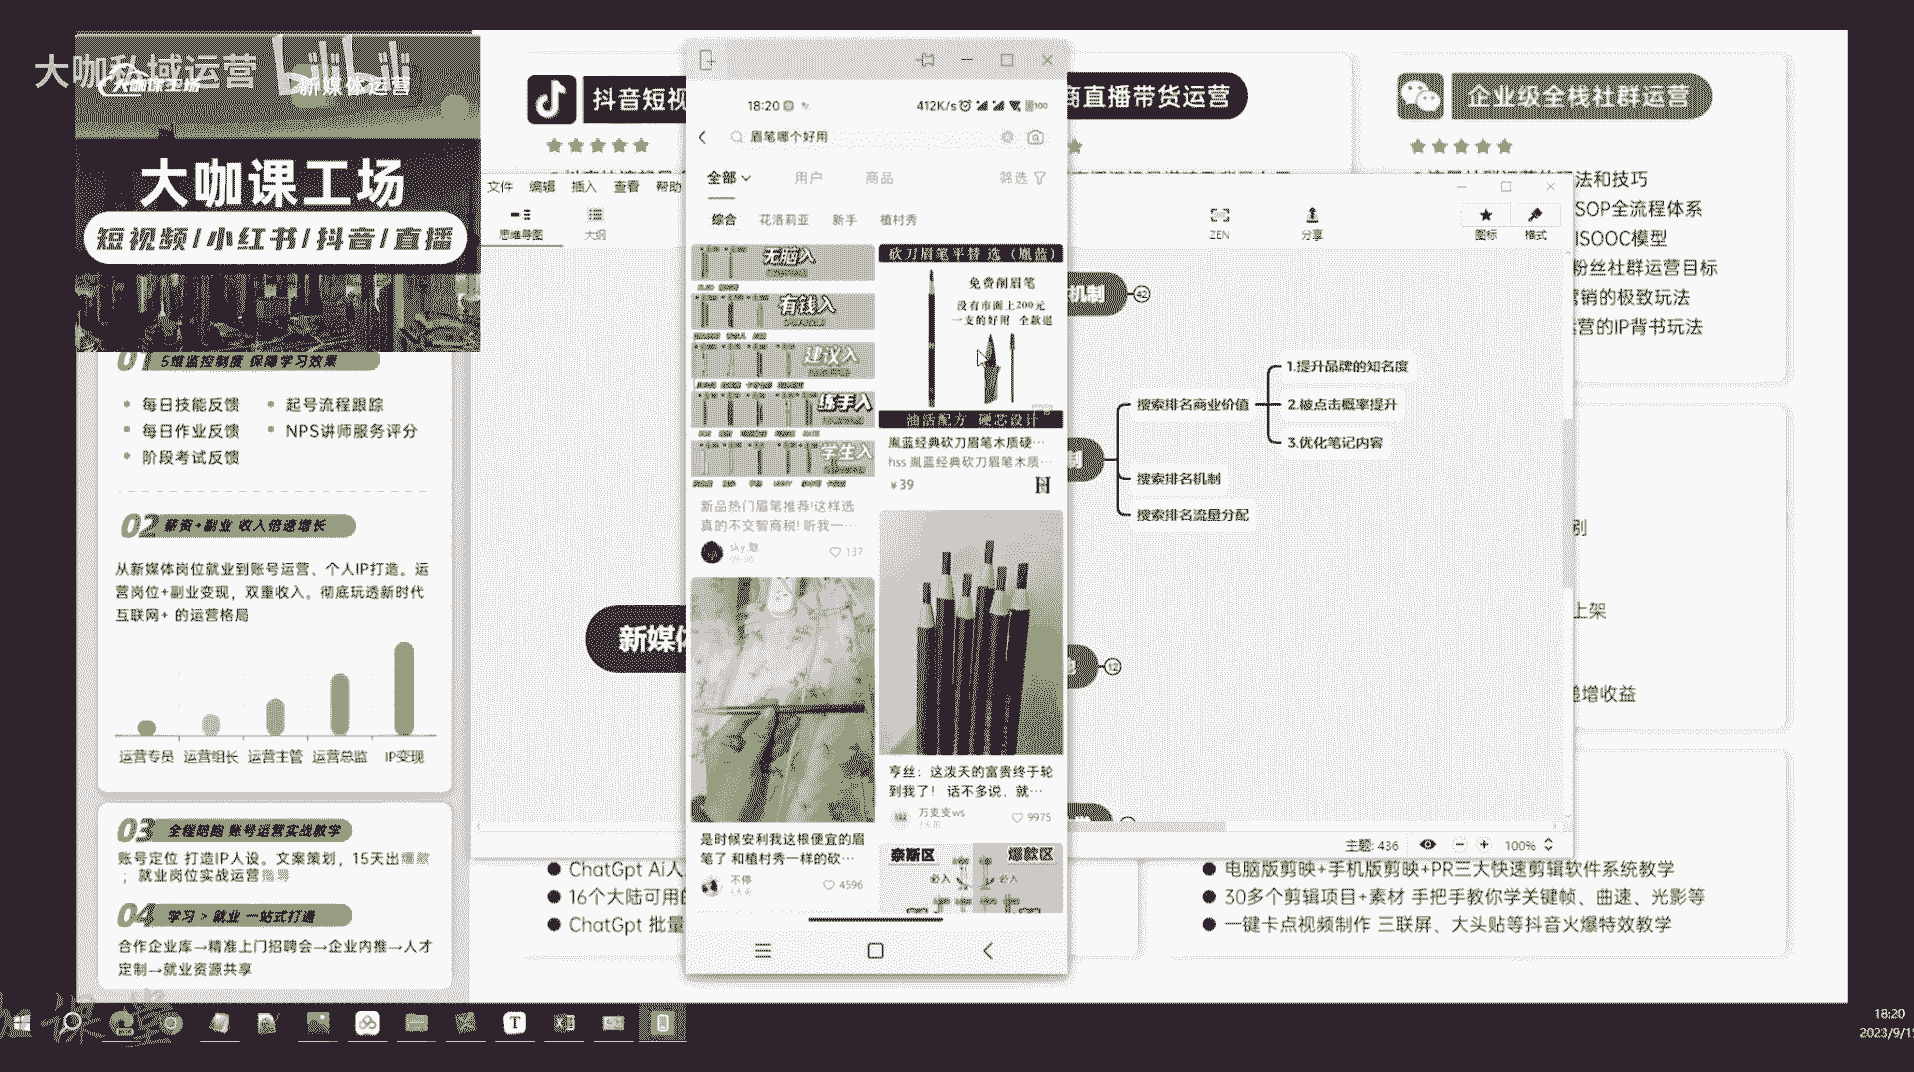 大咖私域运营
大咖课工场
新媒体运营
大咖课工场
短视频/小红书/抖音/直播
01 5维监控制度 保障学习效果
每日技能反馈
起号流程跟踪
每日作业反馈
NPS讲师服务评分
阶段考试反馈
02 薪资+副业 收入倍速增长
从新媒体岗位就业到账号运营、个人IP打造。运
营岗位+副业变现，双重收入。彻底玩透新时代
互联网+ 的运营格局
运营专员 运营组长 运营主管 运营总监 IP变现
03 全程陪跑 账号运营实战教学
账号定位 打造IP人设。文案策划，15天出爆款
；就业岗位实战运营指导
04 学习 > 就业 一站式打通
合作企业库→精准上门招聘会→企业内推→人才
定制→就业资源共享
抖音短视
商直播带货运营
企业级全栈社群运营
法和技巧
SOP全流程体系
ISOOC模型
粉丝社群运营目标
营销的极致玩法
运营的IP背书玩法
文件 编辑 插入 查看 帮助
思维导图
大纲
ZEN
分享
图标
格式
新媒体
机制
42
制
搜索排名商业价值
1.提升品牌的知名度
2.被点击概率提升
3.优化笔记内容
搜索排名机制
搜索排名流量分配
12
别
上架
递增收益
主题: 436
100%
18:20
412K/s
100
眉笔哪个好用
全部
用户
商品
筛选
综合
花洛莉亚
新手
植村秀
无脑入
有钱入
建议入
练手入
学生入
新品热门眉笔推荐!这样选
真的不交智商税! 听我一…
sky 魃
137
砍刀眉笔平替 选（胤蓝）
免费削眉笔
没有市面上200元
一支的好用 全款退
油活配方 硬芯设计
胤蓝经典砍刀眉笔木质硬…
hss 胤蓝经典砍刀眉笔木质…
¥39
是时候安利我这根便宜的眉
笔了 和植村秀一样的砍…
不停
4596
亨丝：这泼天的富贵终于轮
到我了！ 话不多说，就…
万支支ws
9975
奈斯区
爆款区
必入
必入
ChatGpt Ai人
16个大陆可用的
ChatGpt 批量
电脑版剪映+手机版剪映+PR三大快速剪辑软件系统教学
30多个剪辑项目+素材 手把手教你学关键帧、曲速、光影等
一键卡点视频制作 三联屏、大头贴等抖音火爆特效教学
18:20
2023/9/1